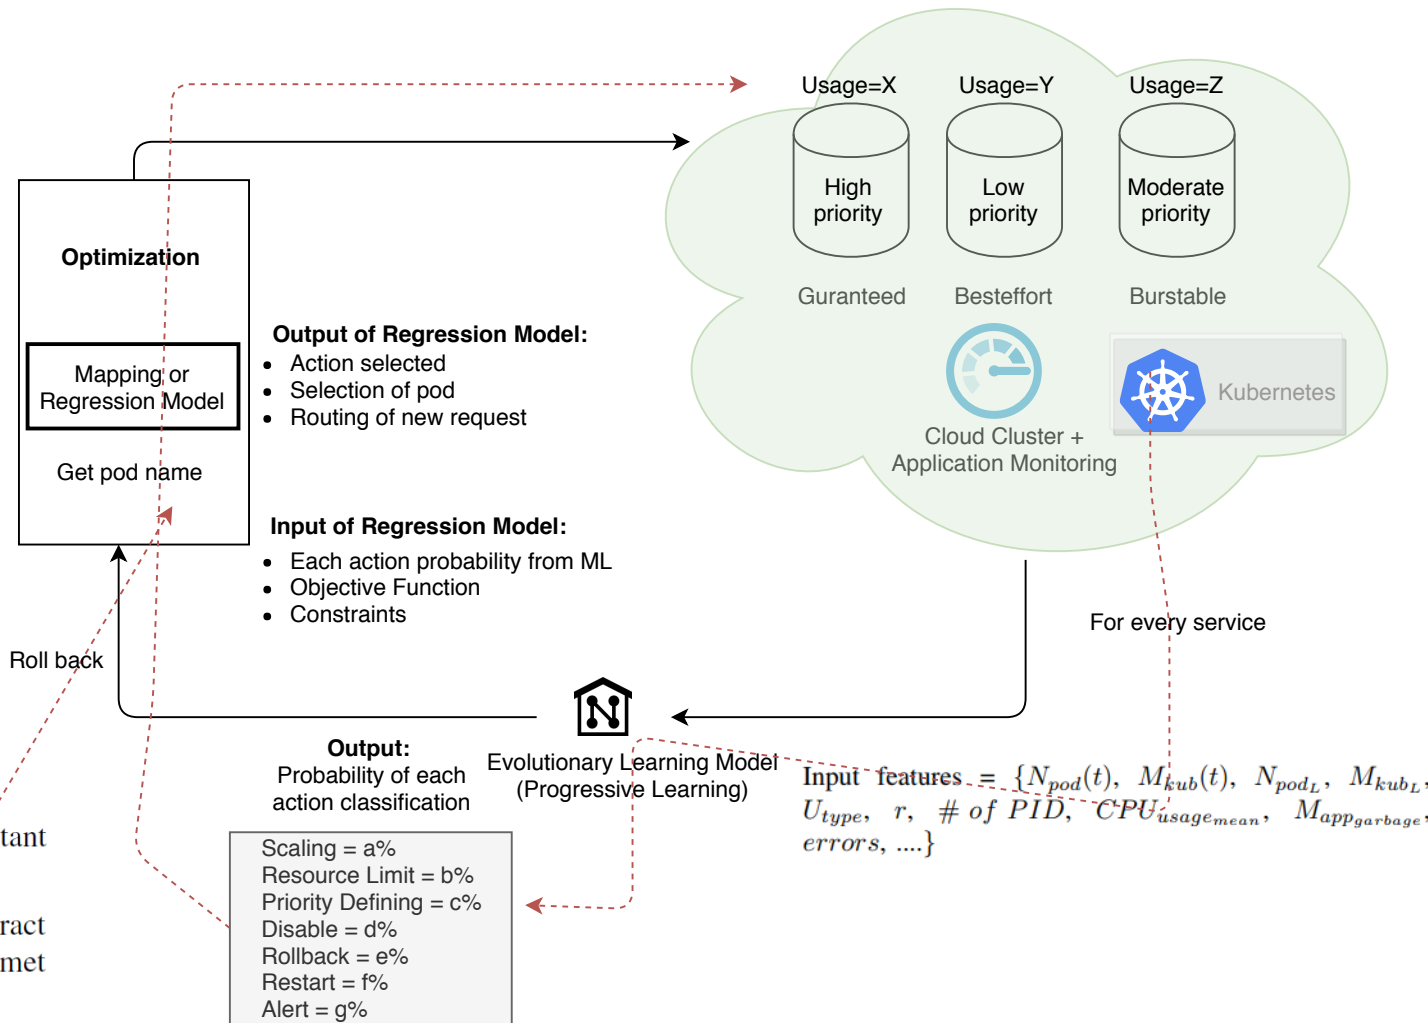 Usage=X
Usage=Y
Usage=Z
High
priority
Low
priority
Moderate
priority
Guranteed
Besteffort
Burstable
Cloud Cluster +
Application Monitoring
Kubernetes
Optimization
Mapping or
Regression Model
Get pod name
Output of Regression Model:
• Action selected
• Selection of pod
• Routing of new request
Input of Regression Model:
• Each action probability from ML
• Objective Function
• Constraints
For every service
Roll back
Evolutionary Learning Model
(Progressive Learning)
Output:
Probability of each
action classification
Input features = {N_pod(t), M_kub(t), N_pod_L, M_kub_L,
U_type, r, # of PID, CPU_usage_mean, M_app_garbage,
errors, ....}
Scaling = a%
Resource Limit = b%
Priority Defining = c%
Disable = d%
Rollback = e%
Restart = f%
Alert = g%
tant
ract
met